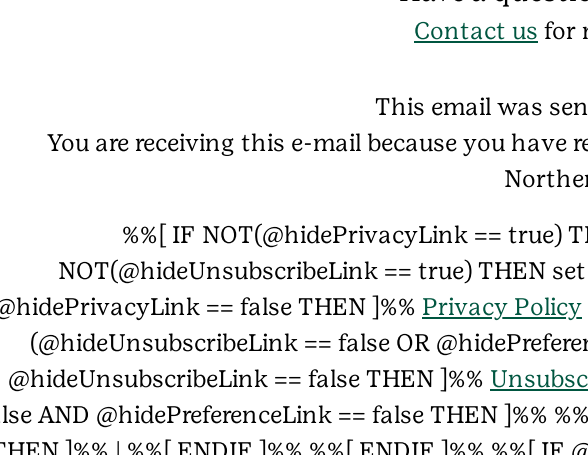 Contact us for
This email was sen
You are receiving this e-mail because you have re
Norther
%%[ IF NOT(@hidePrivacyLink == true) T
NOT(@hideUnsubscribeLink == true) THEN set
@hidePrivacyLink == false THEN ]%% Privacy Policy
(@hideUnsubscribeLink == false OR @hidePrefere
@hideUnsubscribeLink == false THEN ]%% Unsubsc
lse AND @hidePreferenceLink == false THEN ]%% %%
THEN ]%% | %%[ ENDIF ]%% %%[ ENDIF ]%% %%[ IF @